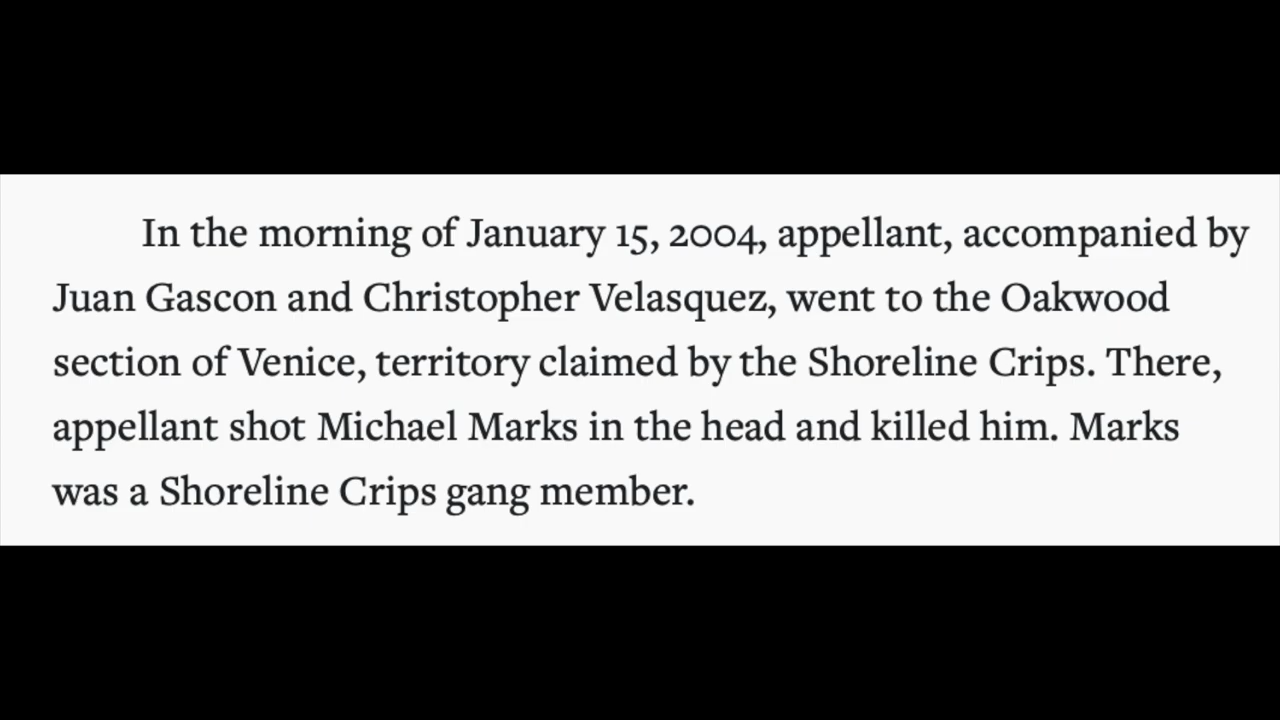 In the morning of January 15, 2004, appellant, accompanied by
Juan Gascon and Christopher Velasquez, went to the Oakwood
section of Venice, territory claimed by the Shoreline Crips. There,
appellant shot Michael Marks in the head and killed him. Marks
was a Shoreline Crips gang member.